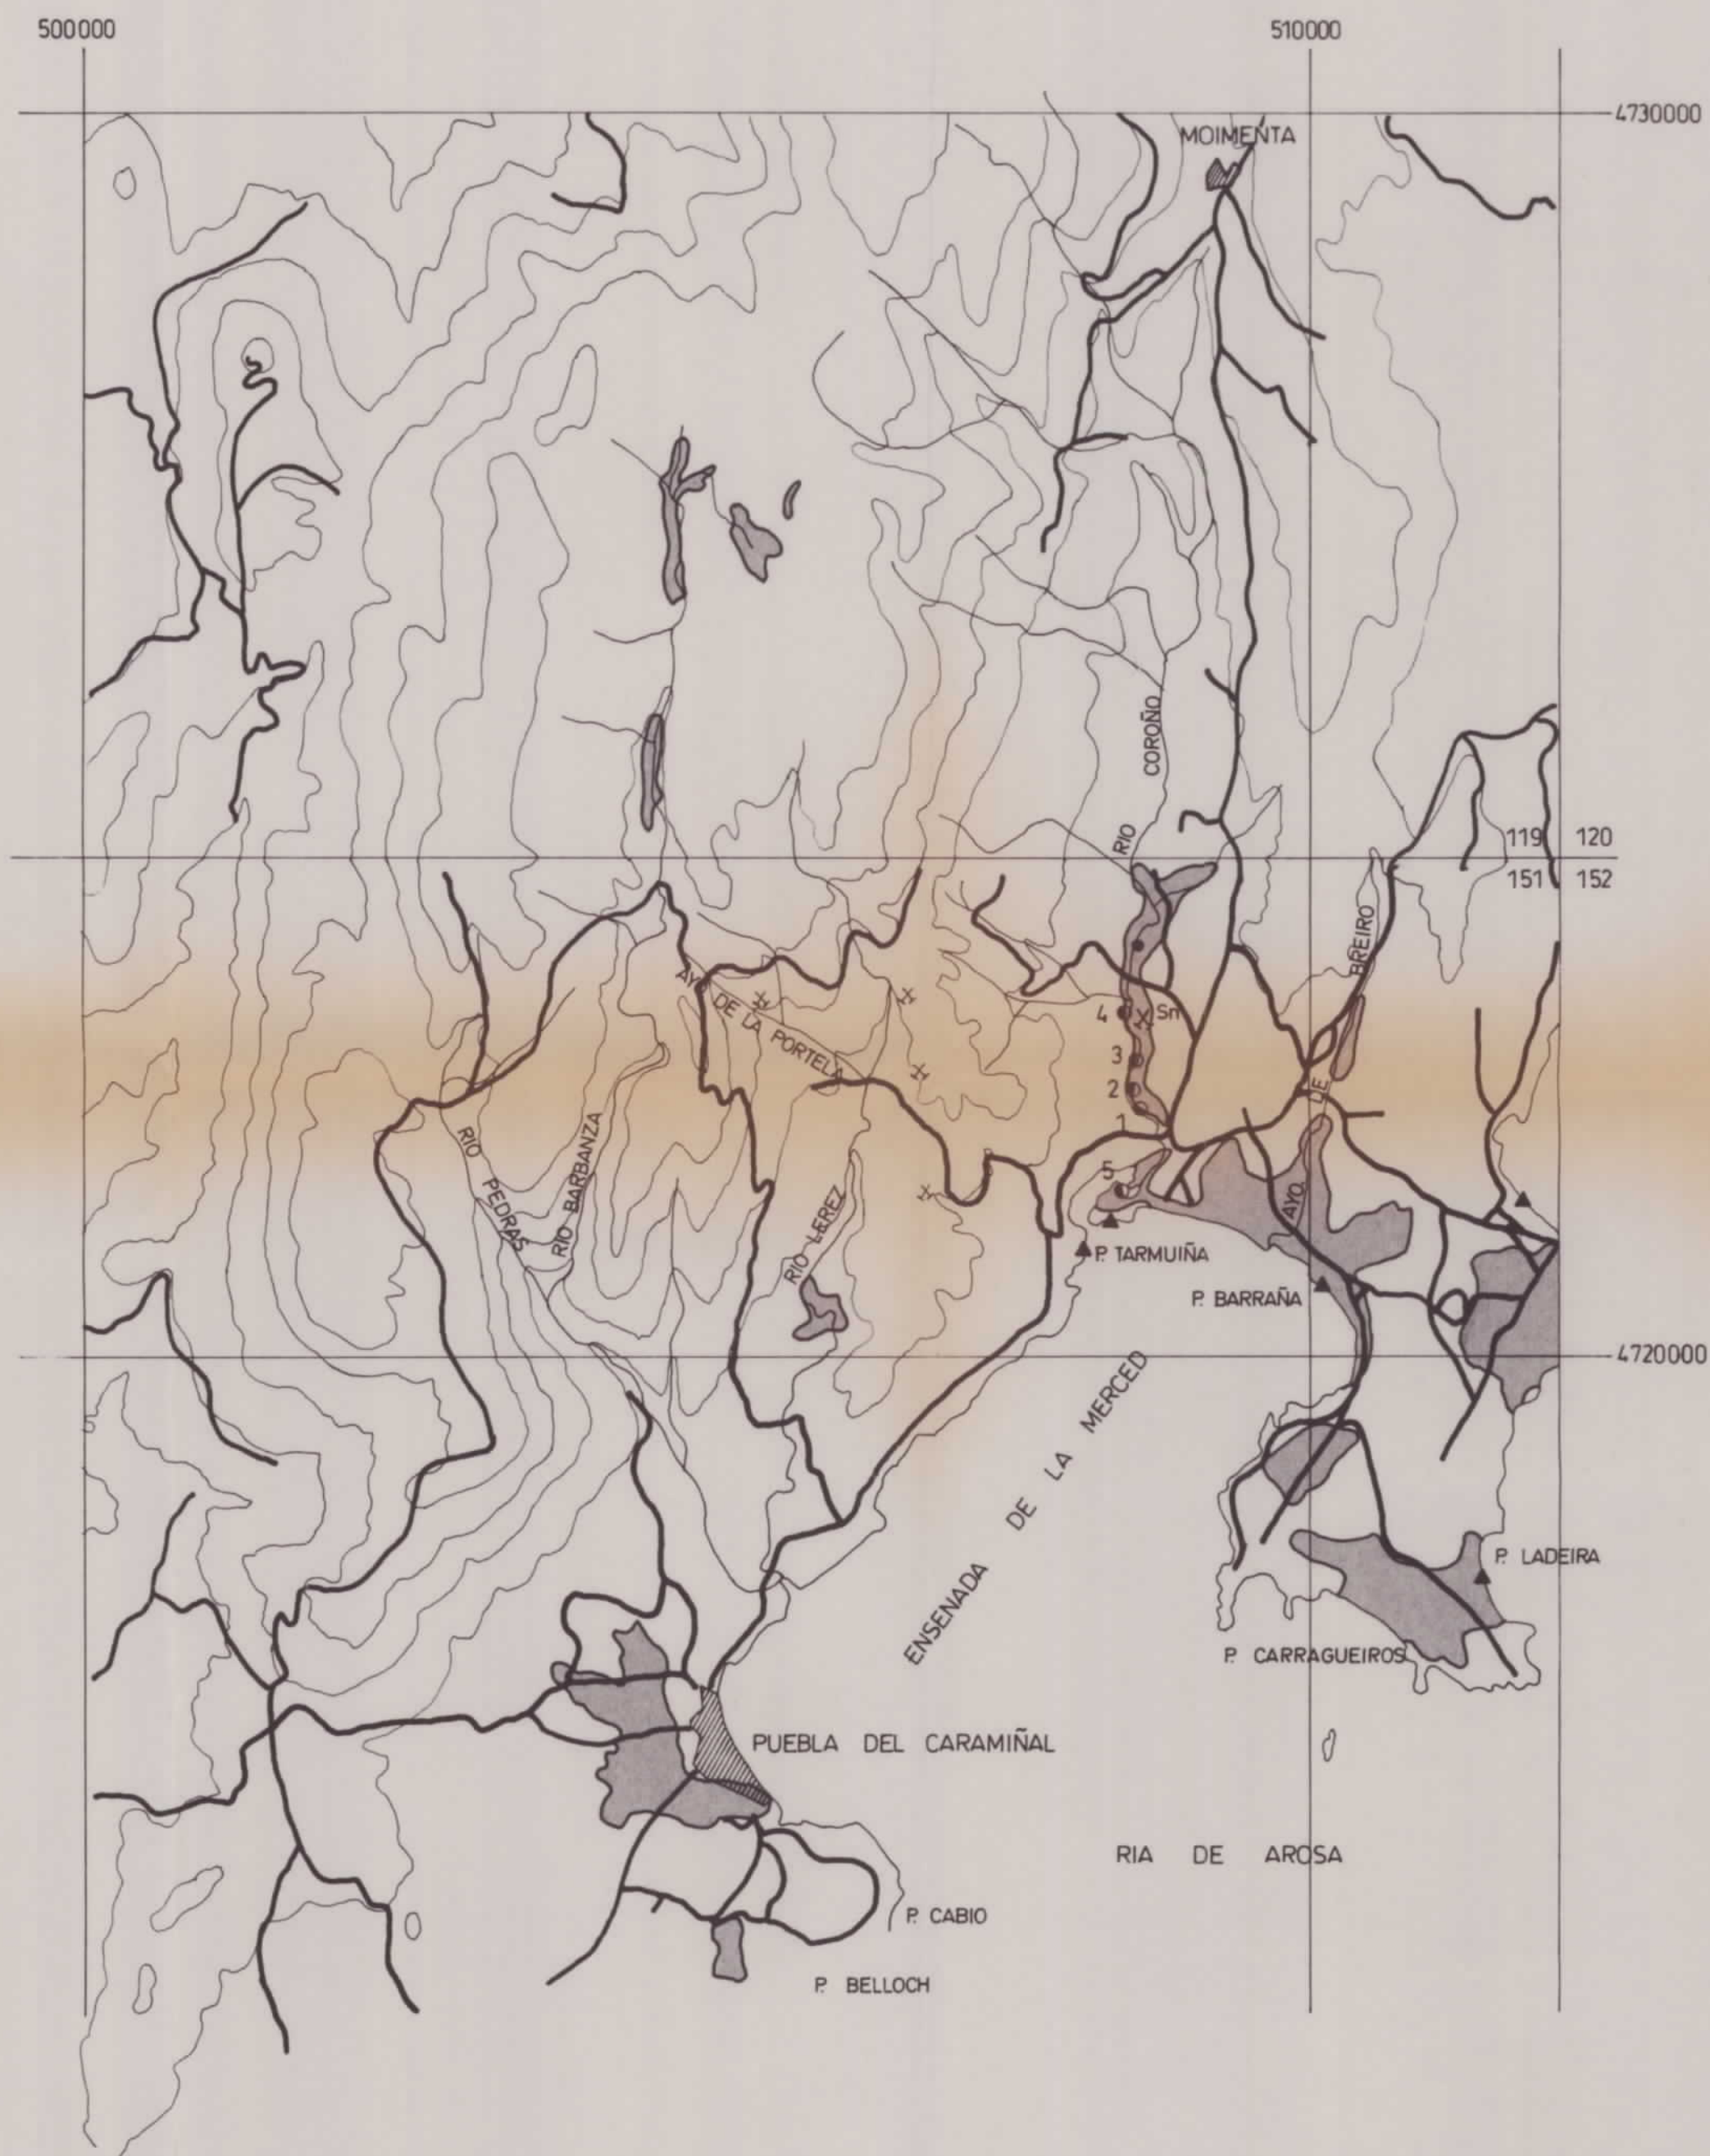 500000
510000
4730000
MOIMENTA
RIO COROÑO
119 120
151 152
AYO. DE BREIRO
AYO. DE LA PORTELA
4 Sn
3
2
1
5
RIO PEDRAS
RIO BARBANZA
RIO LEREZ
P. TARMUIÑA
P. BARRAÑA
4720000
ENSENADA DE LA MERCED
P. LADEIRA
P. CARRAGUEIROS
PUEBLA DEL CARAMIÑAL
RIA DE AROSA
P. CABIO
P. BELLOCH